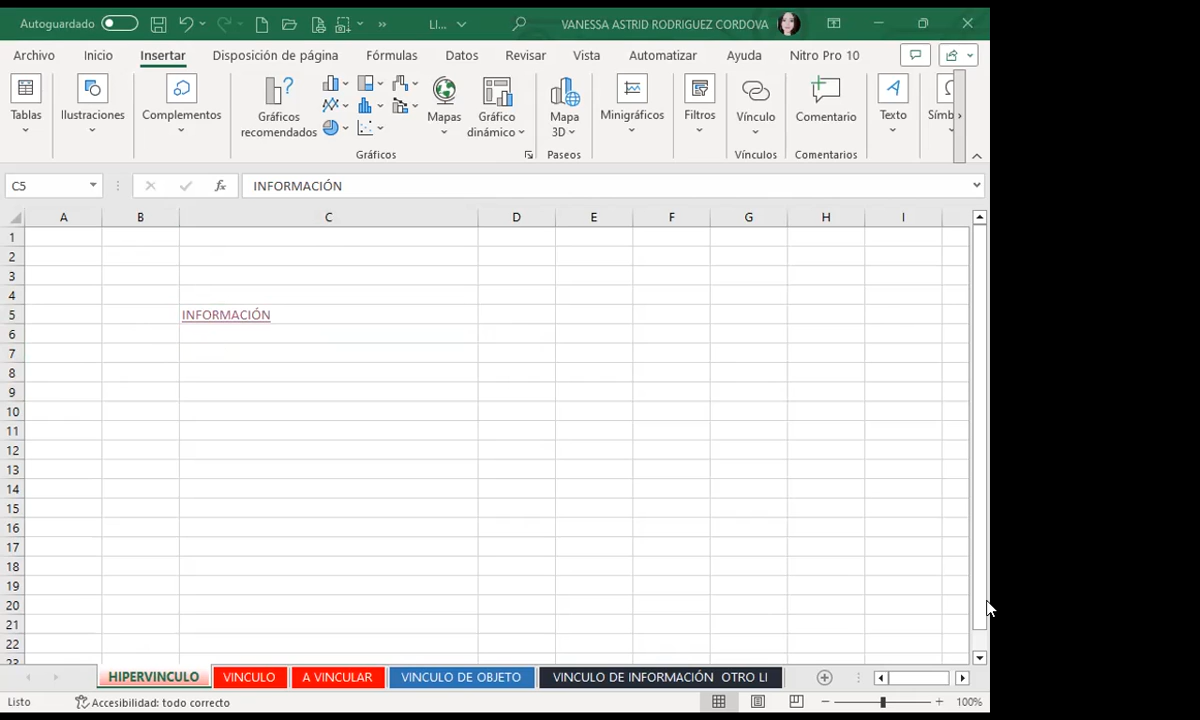 Autoguardado LI... VANESSA ASTRID RODRIGUEZ CORDOVA
Archivo Inicio Insertar Disposición de página Fórmulas Datos Revisar Vista Automatizar Ayuda Nitro Pro 10
Tablas Ilustraciones Complementos Gráficos recomendados Mapas Gráfico dinámico Mapa 3D Minigráficos Filtros Vínculo Comentario Texto Símb
Gráficos Paseos Vínculos Comentarios
C5 fx INFORMACIÓN
A B C D E F G H I
1
2
3
4
5 INFORMACIÓN
6
7
8
9
10
11
12
13
14
15
16
17
18
19
20
21
22
23
HIPERVINCULO VINCULO A VINCULAR VINCULO DE OBJETO VINCULO DE INFORMACIÓN OTRO LI
Listo Accesibilidad: todo correcto 100%